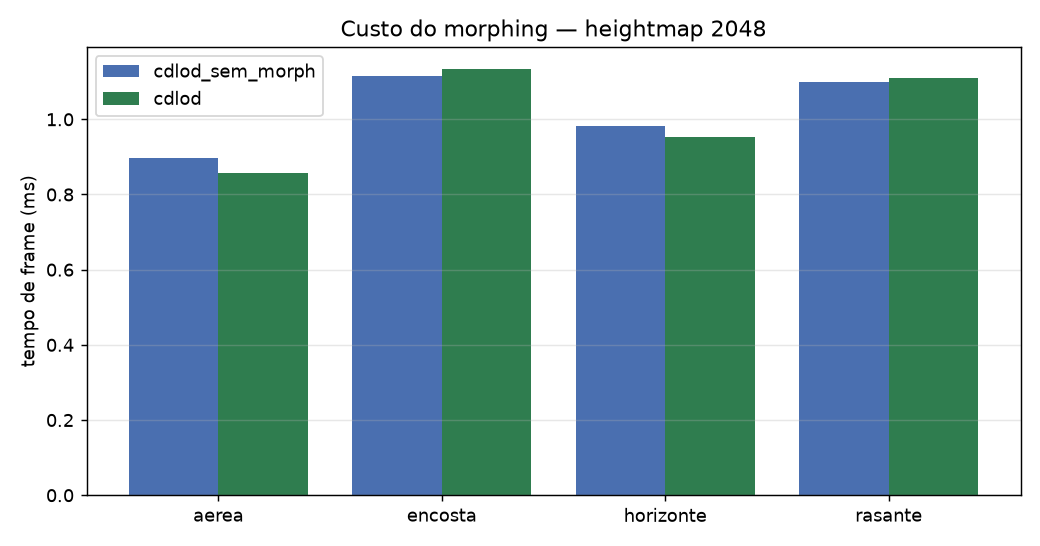 Custo do morphing — heightmap 2048
cdlod_sem_morph
cdlod
tempo de frame (ms)
1.0
0.8
0.6
0.4
0.2
0.0
aerea
encosta
horizonte
rasante